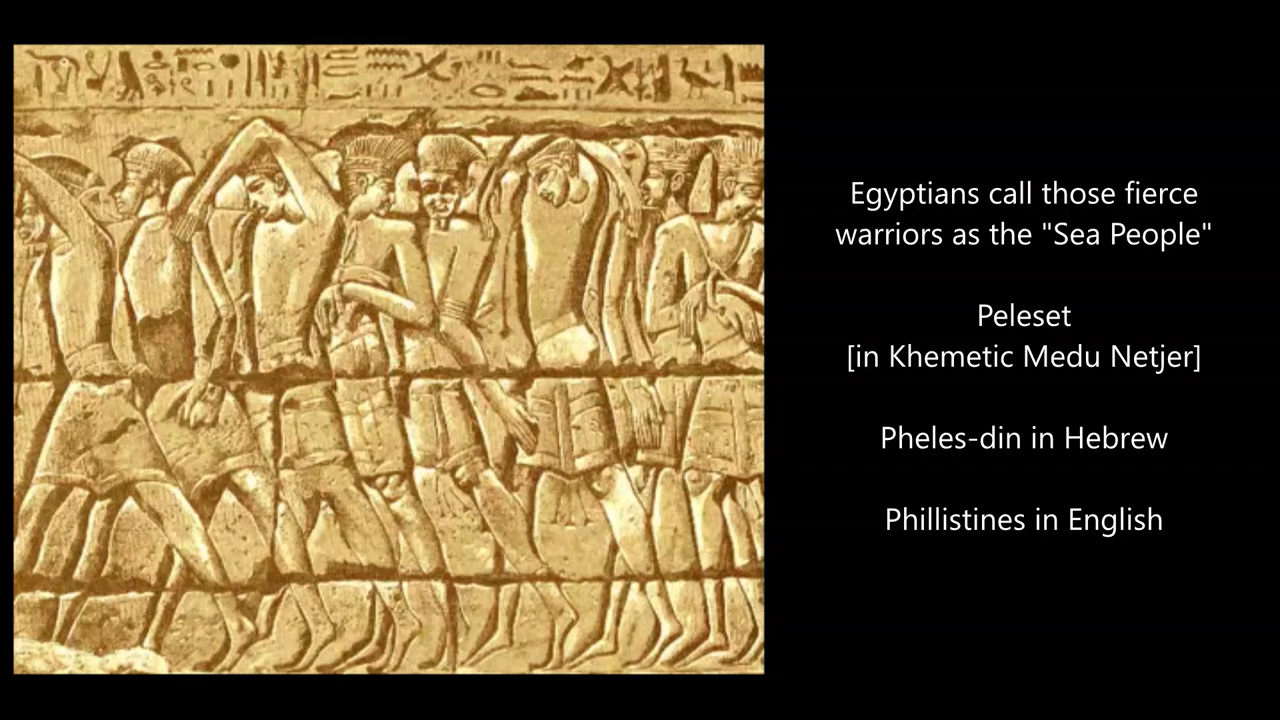 Egyptians call those fierce
warriors as the "Sea People"
Peleset
[in Khemetic Medu Netjer]
Pheles-din in Hebrew
Phillistines in English